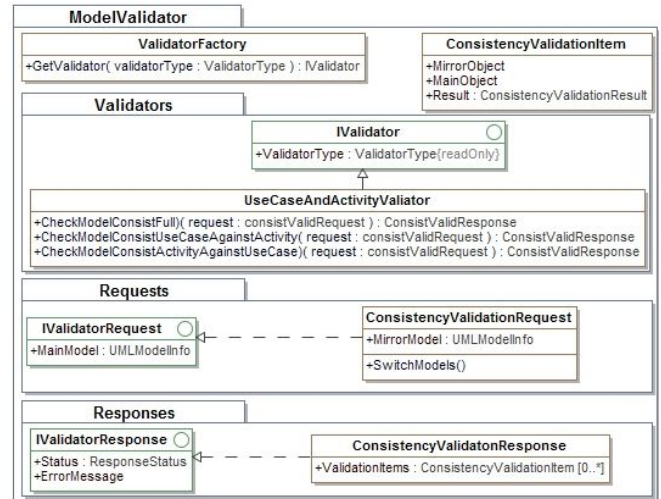 ModelValidator
ValidatorFactory
+GetValidator( validatorType : ValidatorType ) : IValidator
ConsistencyValidationItem
+MirrorObject
+MainObject
+Result : ConsistencyValidationResult
Validators
IValidator
+ValidatorType : ValidatorType{readOnly}
UseCaseAndActivityValiator
+CheckModelConsistFull)( request : consistValidRequest ) : ConsistValidResponse
+CheckModelConsistUseCaseAgainstActivity( request : consistValidRequest ) : ConsistValidResponse
+CheckModelConsistActivityAgainstUseCase)( request : consistValidRequest ) : ConsistValidResponse
Requests
IValidatorRequest
+MainModel : UMLModelInfo
ConsistencyValidationRequest
+MirrorModel : UMLModelInfo
+SwitchModels()
Responses
IValidatorResponse
+Status : ResponseStatus
+ErrorMessage
ConsistencyValidatonResponse
+ValidationItems : ConsistencyValidationItem [0..*]